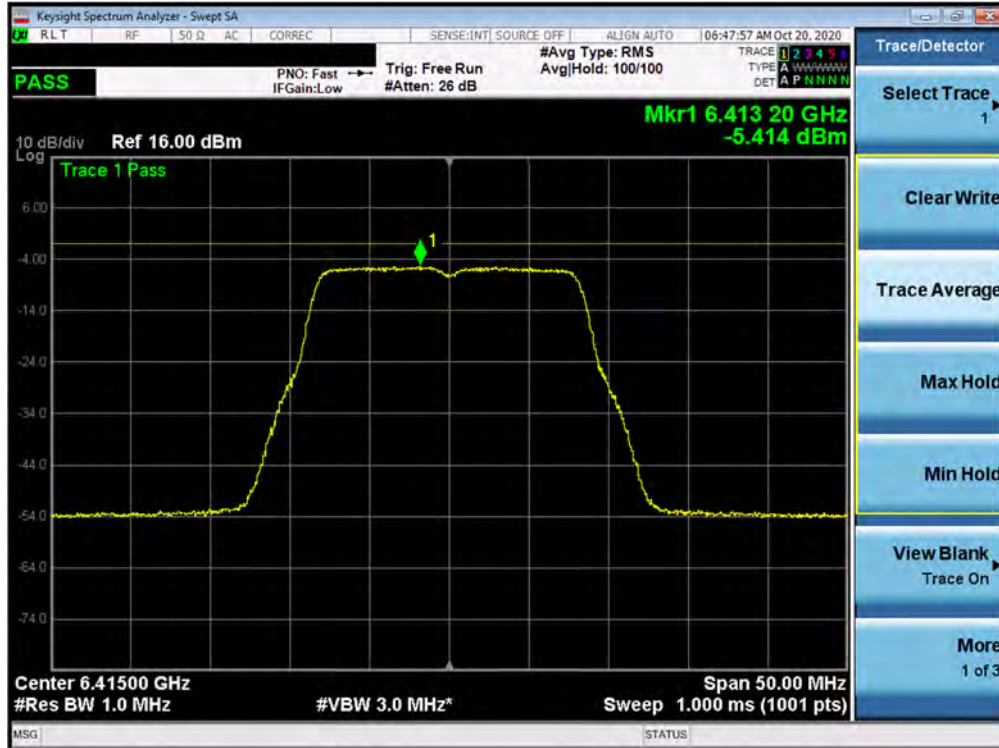 Keysight Spectrum Analyzer - Swept SA
LXI RLT RF 50 Ω AC CORREC SENSE:INT SOURCE OFF ALIGN AUTO 06:47:57 AM Oct 20, 2020
PASS
PNO: Fast
IFGain:Low
Trig: Free Run
#Atten: 26 dB
#Avg Type: RMS
Avg|Hold: 100/100
TRACE 1 2 3 4 5 6
TYPE A WWWWW
DET A P N N N N
Mkr1 6.413 20 GHz
-5.414 dBm
10 dB/div Ref 16.00 dBm
Log
Trace 1 Pass
1
6.00
-4.00
-14.0
-24.0
-34.0
-44.0
-54.0
-64.0
-74.0
Center 6.41500 GHz Span 50.00 MHz
#Res BW 1.0 MHz #VBW 3.0 MHz* Sweep 1.000 ms (1001 pts)
MSG STATUS
Trace/Detector
Select Trace
1
Clear Write
Trace Average
Max Hold
Min Hold
View Blank
Trace On
More
1 of 3